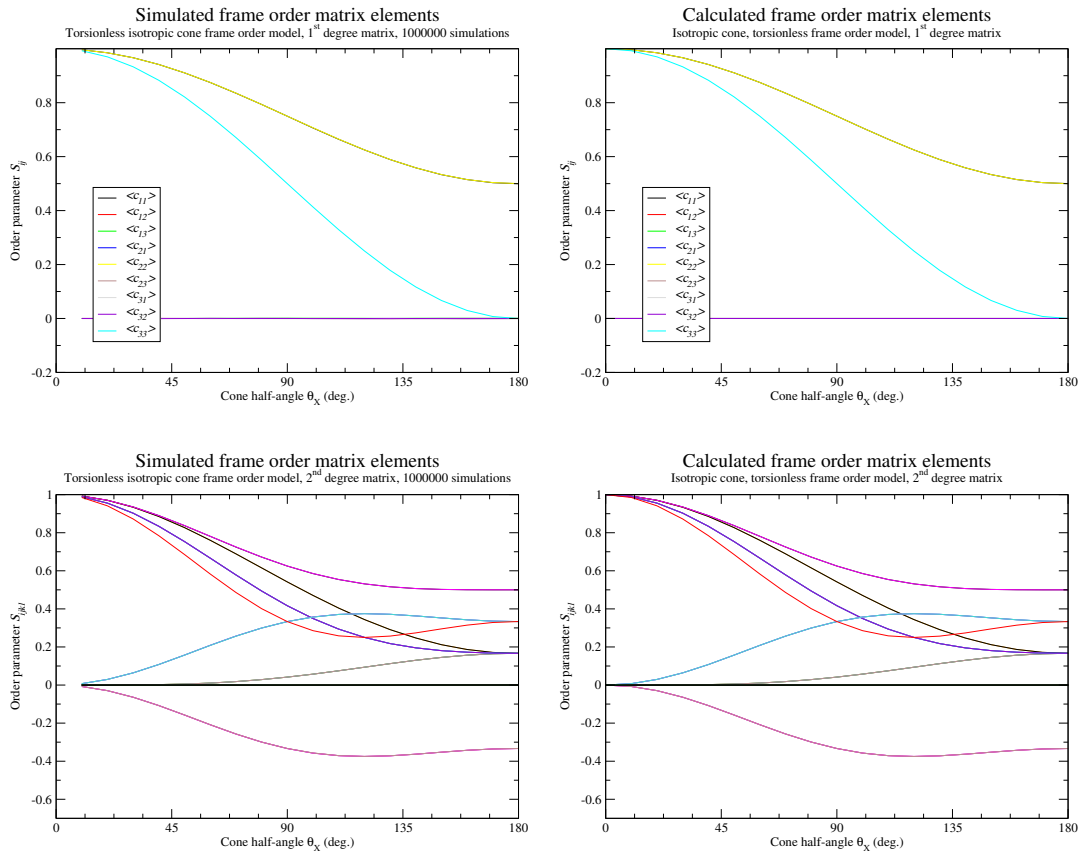 Simulated frame order matrix elements
Torsionless isotropic cone frame order model, 1st degree matrix, 1000000 simulations
0.8
0.6
0.4
0.2
0
-0.2
Order parameter Sij
<c11>
<c12>
<c13>
<c21>
<c22>
<c23>
<c31>
<c32>
<c33>
0 45 90 135 180
Cone half-angle θX (deg.)
Calculated frame order matrix elements
Isotropic cone, torsionless frame order model, 1st degree matrix
0.8
0.6
0.4
0.2
0
-0.2
Order parameter Sij
<c11>
<c12>
<c13>
<c21>
<c22>
<c23>
<c31>
<c32>
<c33>
0 45 90 135 180
Cone half-angle θX (deg.)
Simulated frame order matrix elements
Torsionless isotropic cone frame order model, 2nd degree matrix, 1000000 simulations
1
0.8
0.6
0.4
0.2
0
-0.2
-0.4
-0.6
Order parameter Sijkl
0 45 90 135 180
Cone half-angle θX (deg.)
Calculated frame order matrix elements
Isotropic cone, torsionless frame order model, 2nd degree matrix
1
0.8
0.6
0.4
0.2
0
-0.2
-0.4
-0.6
Order parameter Sijkl
0 45 90 135 180
Cone half-angle θX (deg.)